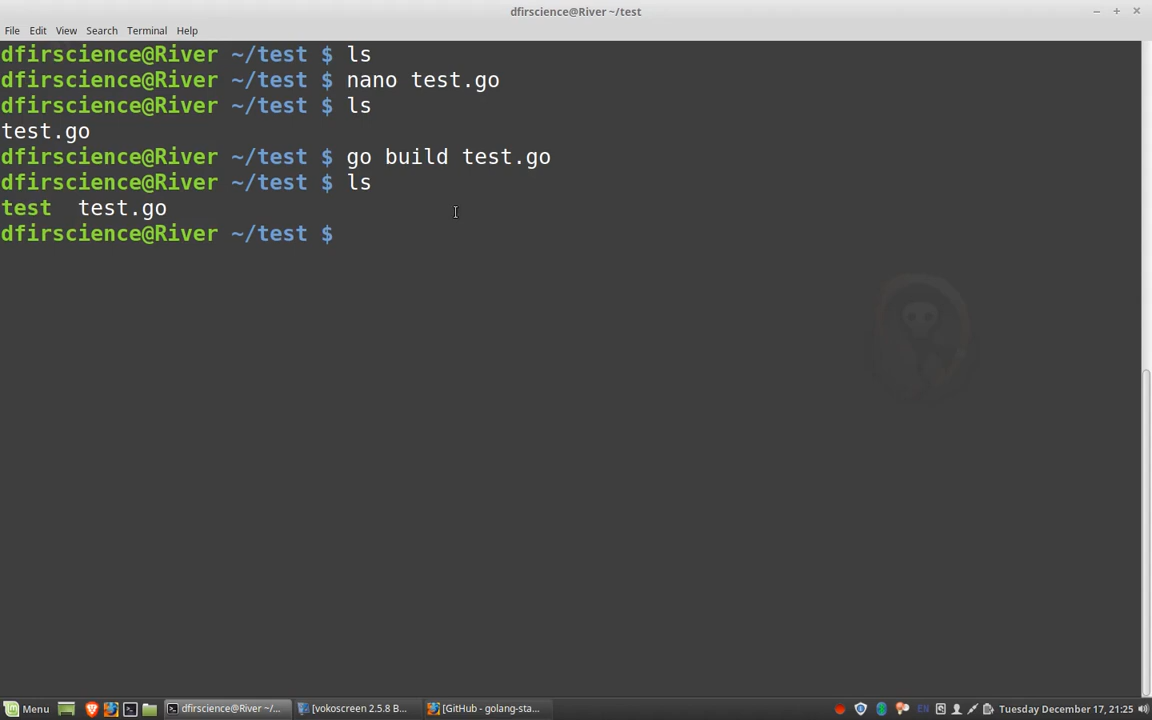 dfirscience@River ~/test
File Edit View Search Terminal Help
dfirscience@River ~/test $ ls
dfirscience@River ~/test $ nano test.go
dfirscience@River ~/test $ ls
test.go
dfirscience@River ~/test $ go build test.go
dfirscience@River ~/test $ ls
test  test.go
dfirscience@River ~/test $
Menu dfirscience@River ~/... [vokoscreen 2.5.8 B... [GitHub - golang-sta... EN Tuesday December 17, 21:25